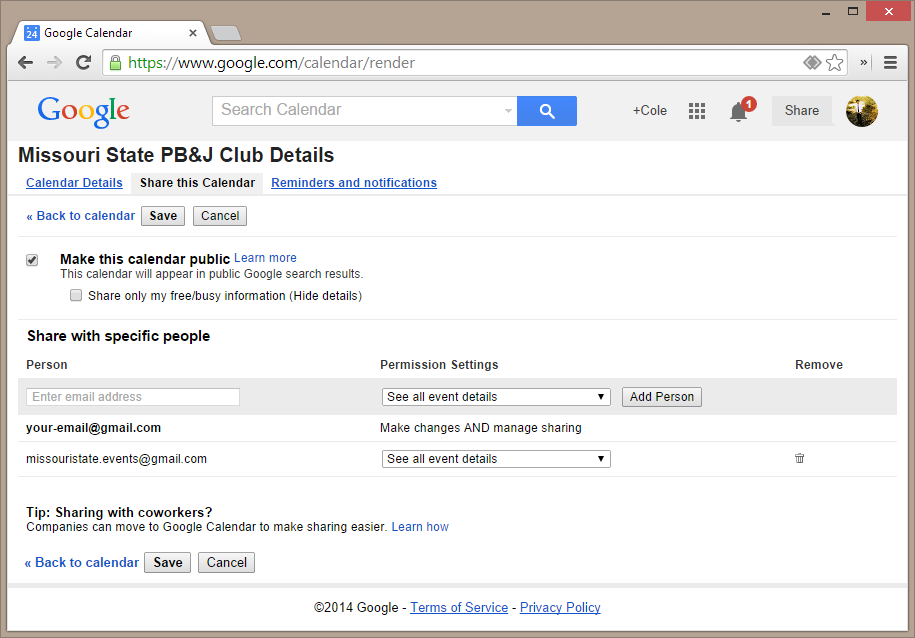 24 Google Calendar
https://www.google.com/calendar/render
Google Search Calendar +Cole 1 Share
Missouri State PB&J Club Details
Calendar Details Share this Calendar Reminders and notifications
« Back to calendar Save Cancel
Make this calendar public Learn more
This calendar will appear in public Google search results.
Share only my free/busy information (Hide details)
Share with specific people
Person Permission Settings Remove
Enter email address See all event details Add Person
your-email@gmail.com Make changes AND manage sharing
missouristate.events@gmail.com See all event details
Tip: Sharing with coworkers?
Companies can move to Google Calendar to make sharing easier. Learn how
« Back to calendar Save Cancel
©2014 Google - Terms of Service - Privacy Policy